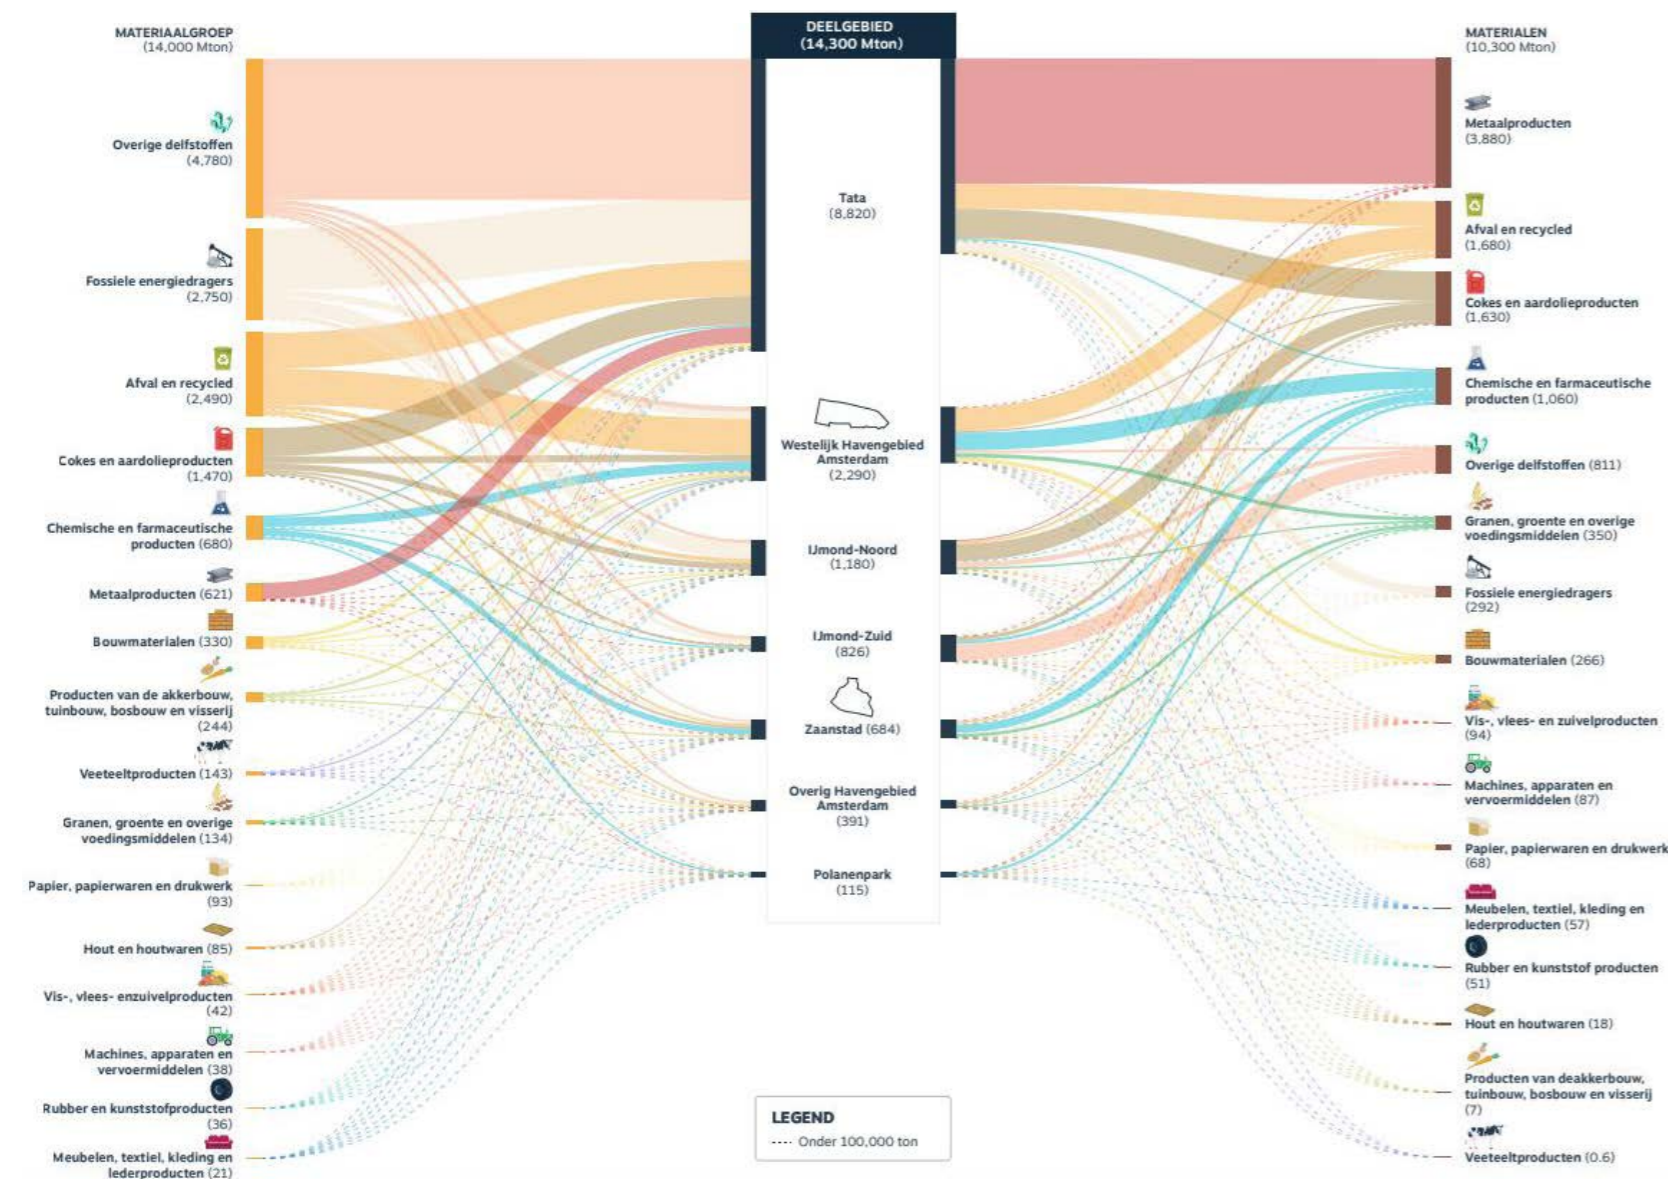 MATERIAALGROEP
(14,000 Mton)
Overige delfstoffen
(4,780)
Fossiele energiedragers
(2,750)
Afval en recycled
(2,490)
Cokes en aardolieproducten
(1,470)
Chemische en farmaceutische
producten (680)
Metaalproducten (621)
Bouwmaterialen (330)
Producten van de akkerbouw,
tuinbouw, bosbouw en visserij
(244)
Veeteeltproducten (143)
Granen, groente en overige
voedingsmiddelen (134)
Papier, papierwaren en drukwerk
(93)
Hout en houtwaren (85)
Vis-, vlees- enzuivelproducten
(42)
Machines, apparaten en
vervoermiddelen (38)
Rubber en kunststofproducten
(36)
Meubelen, textiel, kleding en
lederproducten (21)
DEELGEBIED
(14,300 Mton)
Tata
(8,820)
Westelijk Havengebied
Amsterdam
(2,290)
IJmond-Noord
(1,180)
IJmond-Zuid
(826)
Zaanstad (684)
Overig Havengebied
Amsterdam
(391)
Polanenpark
(115)
LEGEND
Onder 100,000 ton
MATERIALEN
(10,300 Mton)
Metaalproducten
(3,880)
Afval en recycled
(1,680)
Cokes en aardolieproducten
(1,630)
Chemische en farmaceutische
producten (1,060)
Overige delfstoffen (811)
Granen, groente en overige
voedingsmiddelen (350)
Fossiele energiedragers
(292)
Bouwmaterialen (266)
Vis-, vlees- en zuivelproducten
(94)
Machines, apparaten en
vervoermiddelen (87)
Papier, papierwaren en drukwerk
(68)
Meubelen, textiel, kleding en
lederproducten (57)
Rubber en kunststof producten
(51)
Hout en houtwaren (18)
Producten van deakkerbouw,
tuinbouw, bosbouw en visserij
(7)
Veeteeltproducten (0.6)